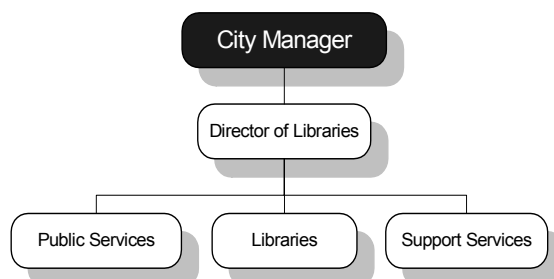 City Manager
Director of Libraries
Public Services
Libraries
Support Services